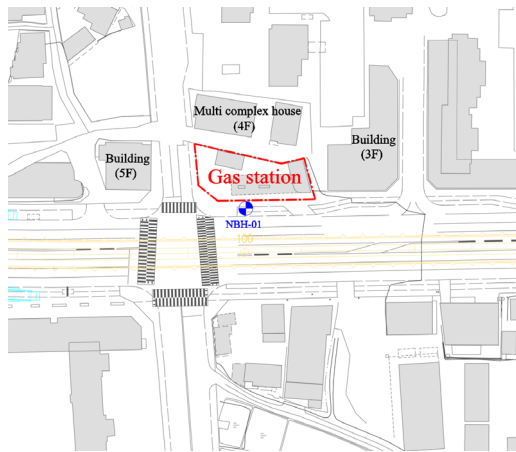 Multi complex house
(4F)
Building
(3F)
Building
(5F)
Gas station
NBH-01
100